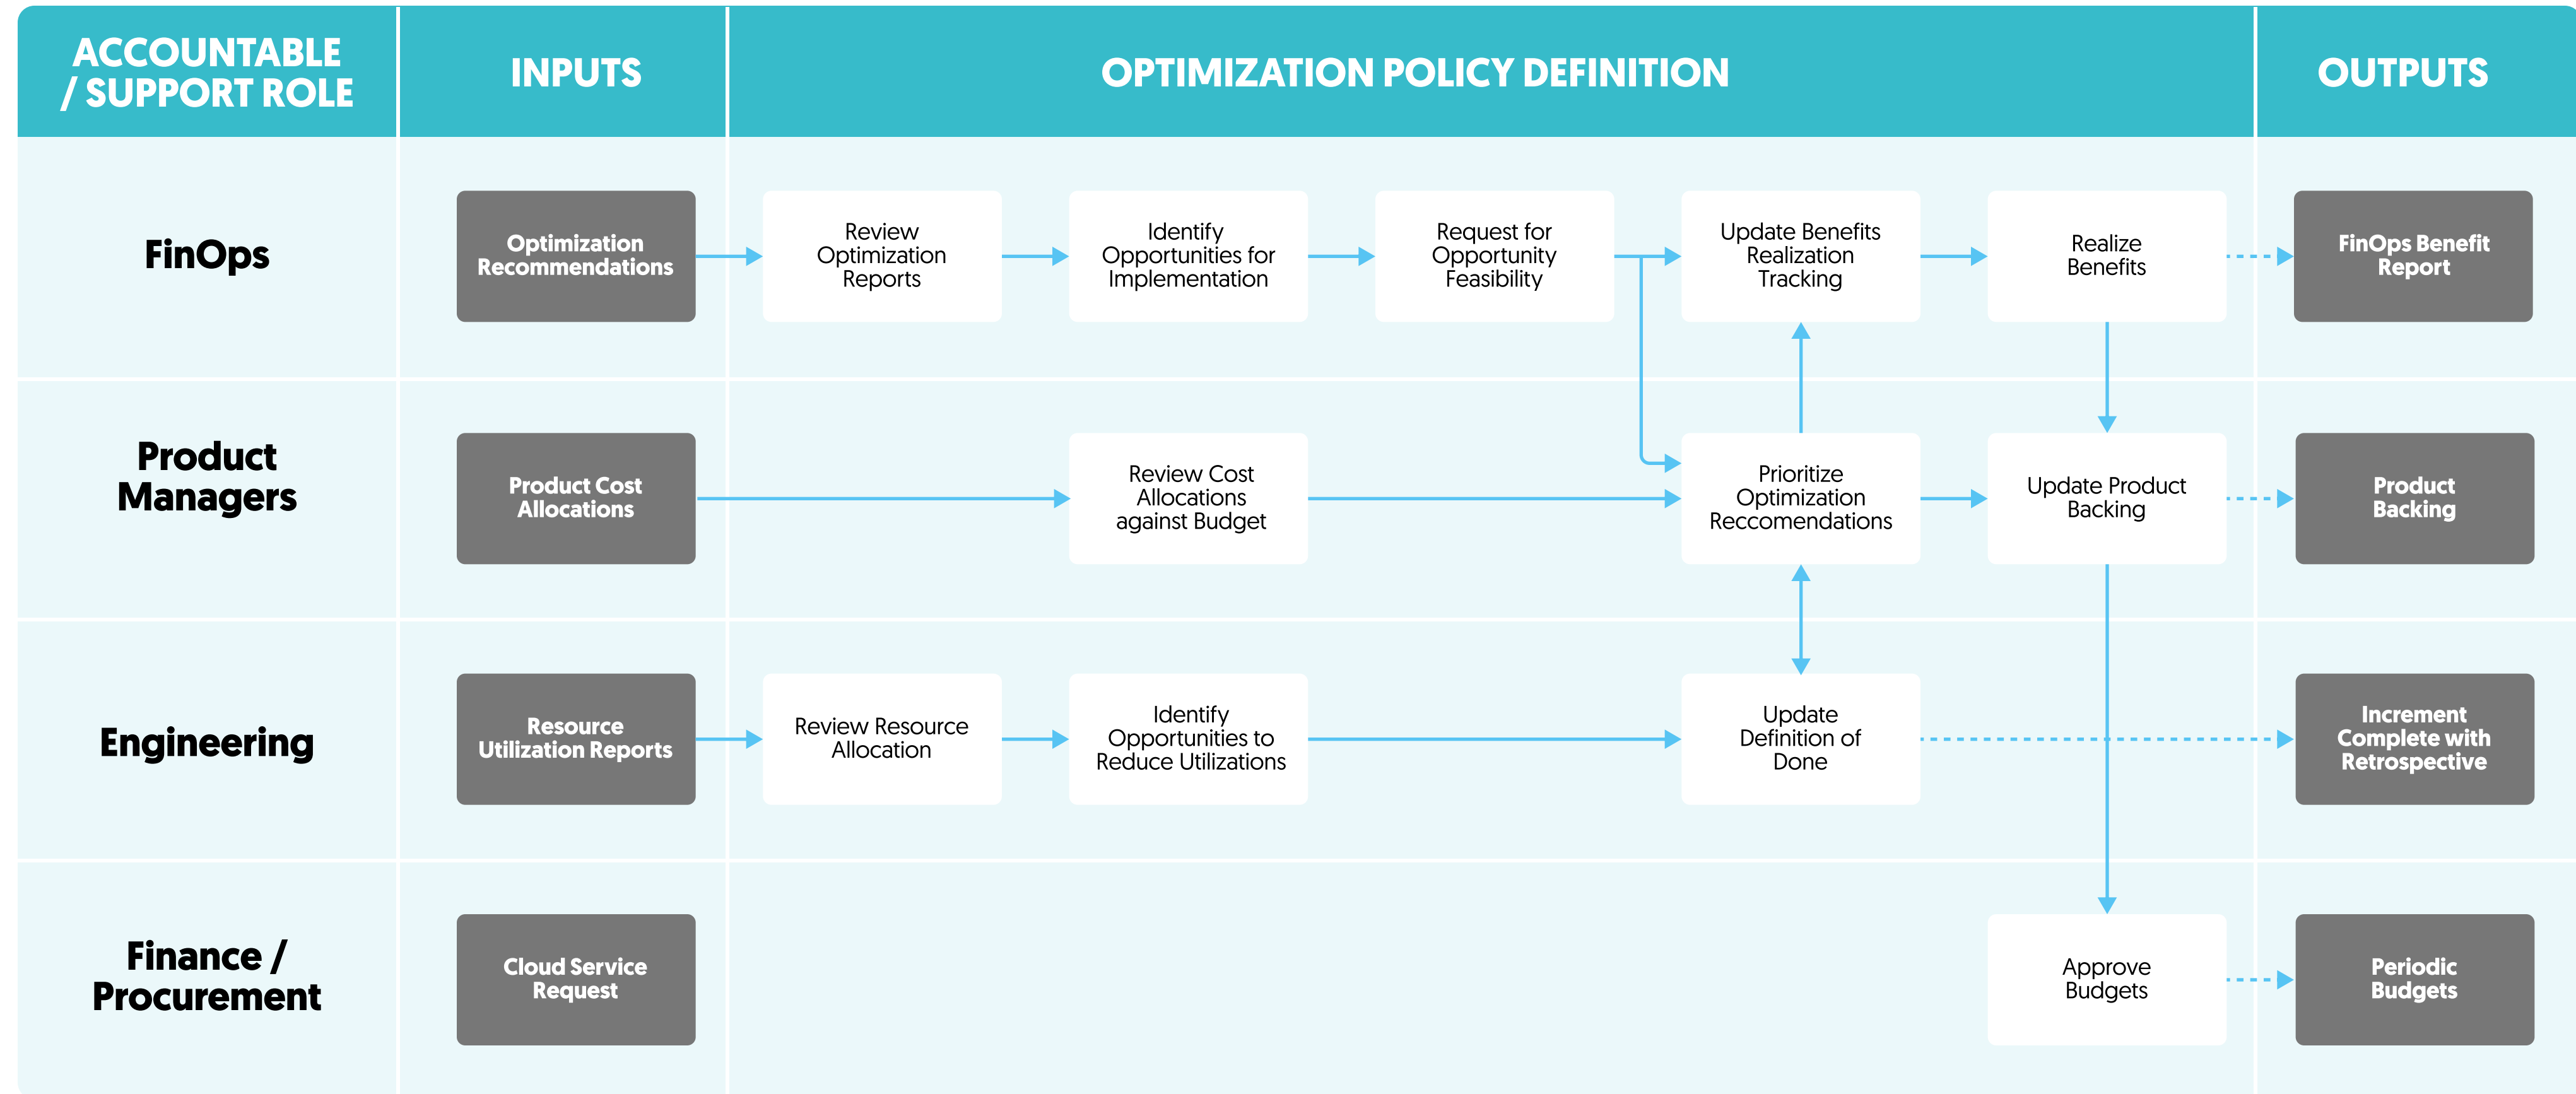 ACCOUNTABLE
/ SUPPORT ROLE
INPUTS
OPTIMIZATION POLICY DEFINITION
OUTPUTS
FinOps
Optimization
Recommendations
Review
Optimization
Reports
Identify
Opportunities for
Implementation
Request for
Opportunity
Feasibility
Update Benefits
Realization
Tracking
Realize
Benefits
FinOps Benefit
Report
Product
Managers
Product Cost
Allocations
Review Cost
Allocations
against Budget
Prioritize
Optimization
Reccomendations
Update Product
Backing
Product
Backing
Engineering
Resource
Utilization Reports
Review Resource
Allocation
Identify
Opportunities to
Reduce Utilizations
Update
Definition of
Done
Increment
Complete with
Retrospective
Finance /
Procurement
Cloud Service
Request
Approve
Budgets
Periodic
Budgets